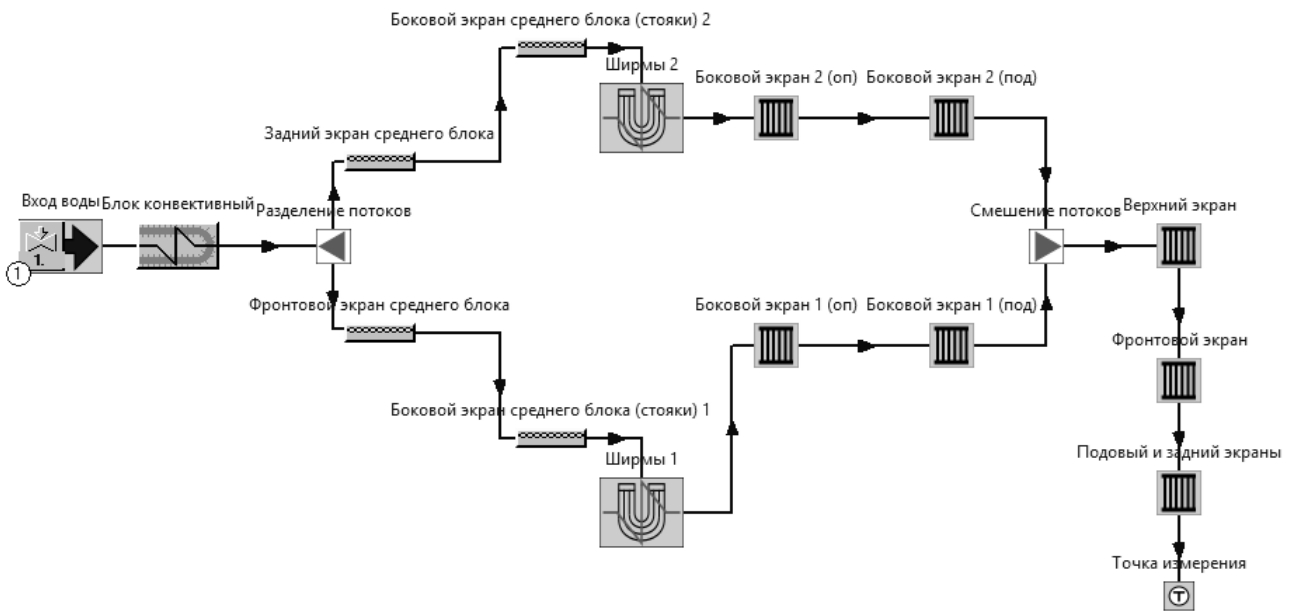 Боковой экран среднего блока (стояки) 2
Ширмы 2
Боковой экран 2 (оп)
Боковой экран 2 (под)
Задний экран среднего блока
Вход воды
Блок конвективный
Разделение потоков
Смешение потоков
Верхний экран
1.
1
Фронтовой экран среднего блока
Боковой экран 1 (оп)
Боковой экран 1 (под)
Фронтовой экран
Боковой экран среднего блока (стояки) 1
Ширмы 1
Подовый и задний экраны
Точка измерения
T